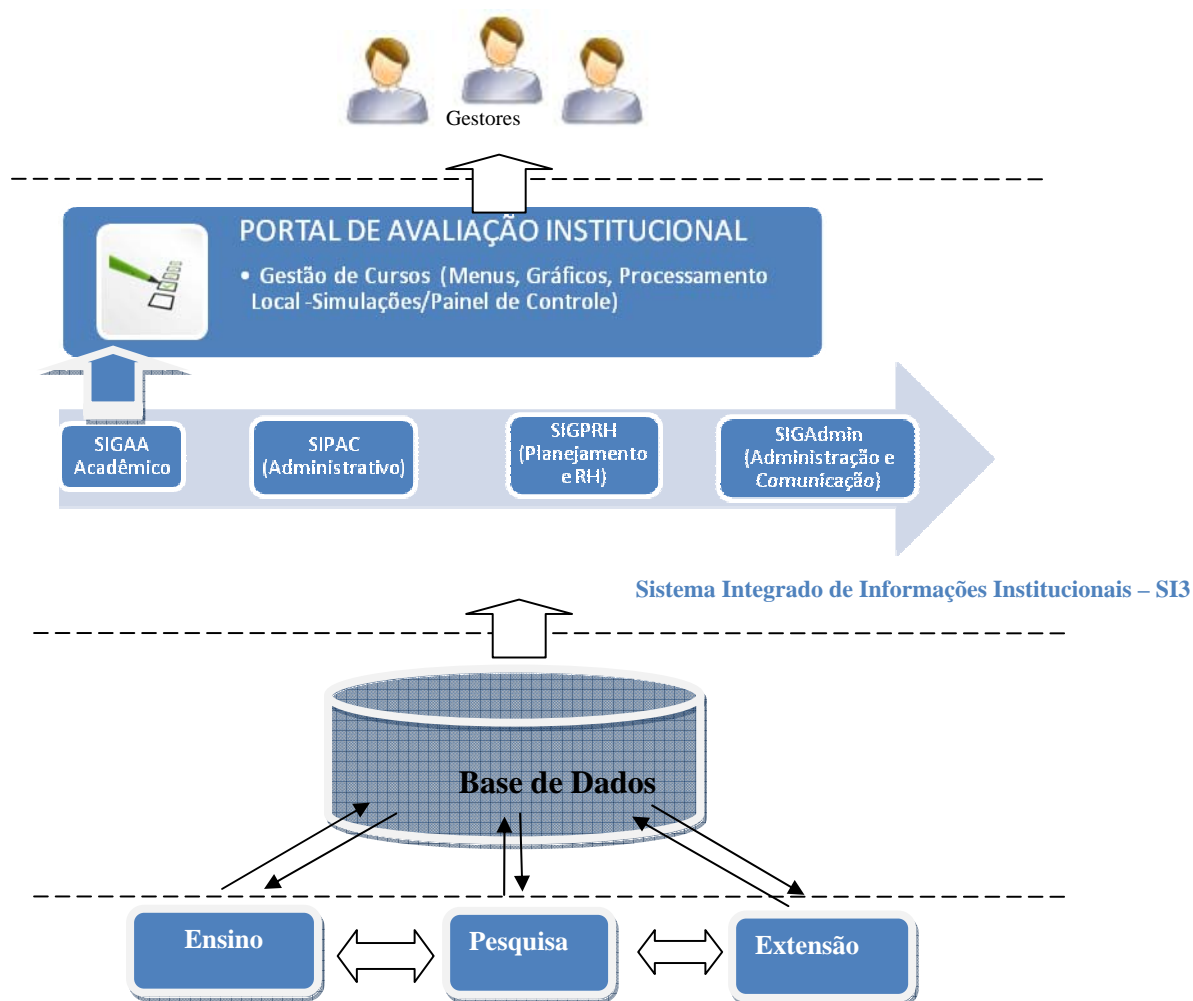 Gestores
PORTAL DE AVALIAÇÃO INSTITUCIONAL
• Gestão de Cursos (Menus, Gráficos, Processamento
Local -Simulações/Painel de Controle)
SIGAA
Acadêmico
SIPAC
(Administrativo)
SIGPRH
(Planejamento
e RH)
SIGAdmin
(Administração e
Comunicação)
Sistema Integrado de Informações Institucionais – SI3
Base de Dados
Ensino
Pesquisa
Extensão